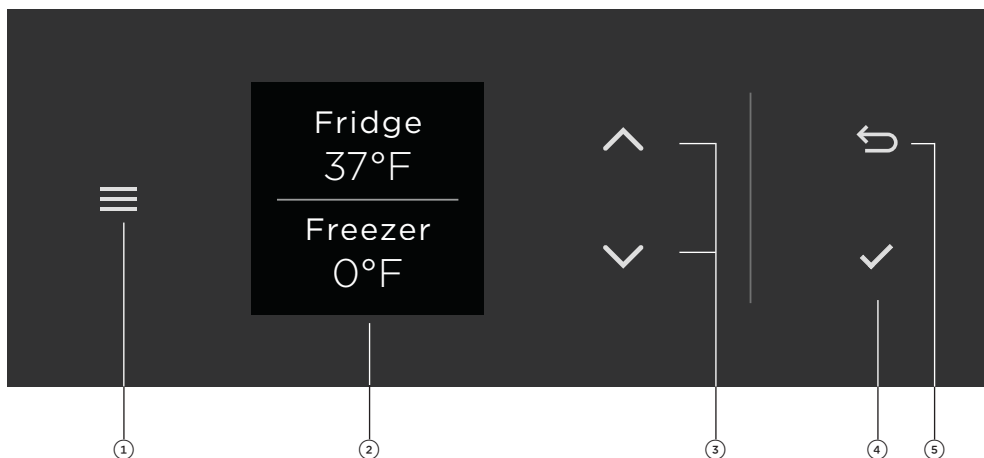 Fridge
37°F
Freezer
0°F
① ② ③ ④ ⑤